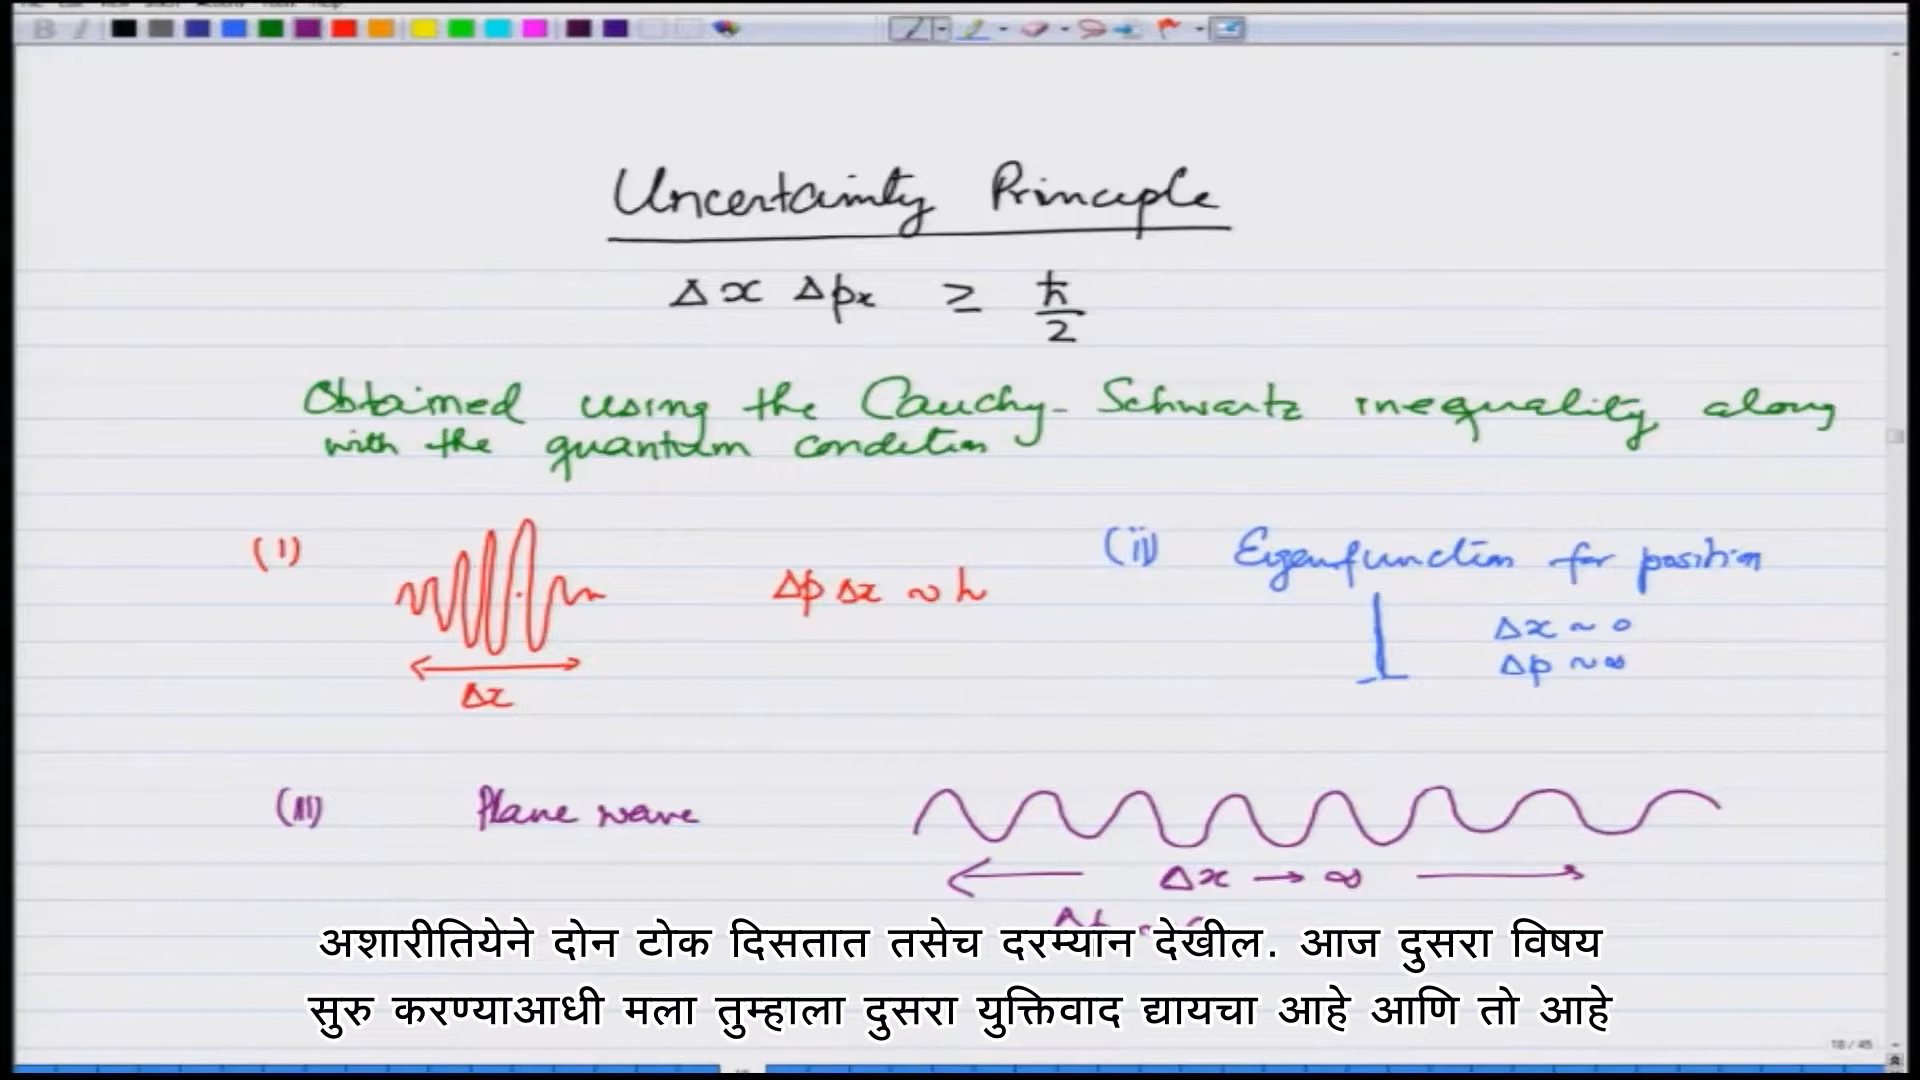 Uncertainty Principle
Δx Δpx ≥ ħ/2
Obtained using the Cauchy-Schwartz inequality along
with the quantum condition
(i)
Δp Δx ~ h
Δx
(ii) Eigenfunction for position
Δx ~ 0
Δp ~ ∞
(iii) Plane wave
Δx → ∞
अशारीतियेने दोन टोक दिसतात तसेच दरम्यान देखील. आज दुसरा विषय
सुरु करण्याआधी मला तुम्हाला दुसरा युक्तिवाद द्यायचा आहे आणि तो आहे
18 / 45